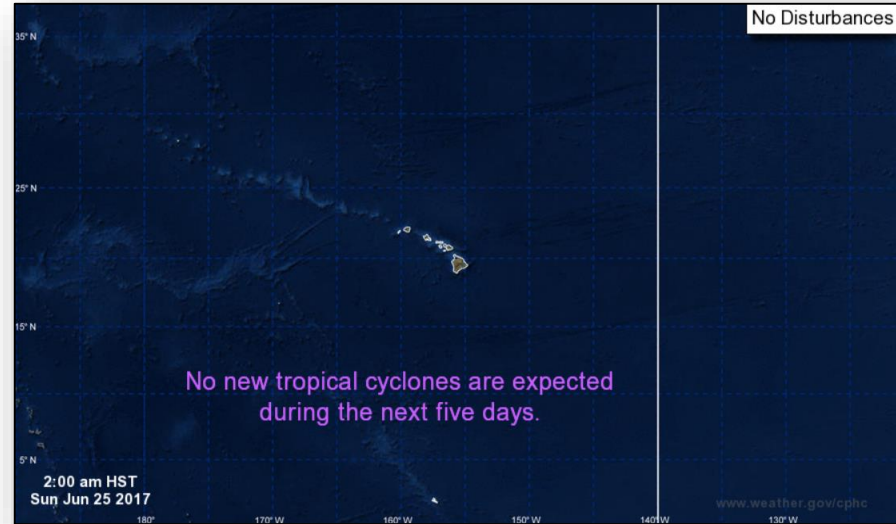 No Disturbances
35° N
25° N
15° N
No new tropical cyclones are expected
during the next five days.
5° N
2:00 am HST
Sun Jun 25 2017
www.weather.gov/cphc
180° 170° W 160° W 150° W 140° W 130° W